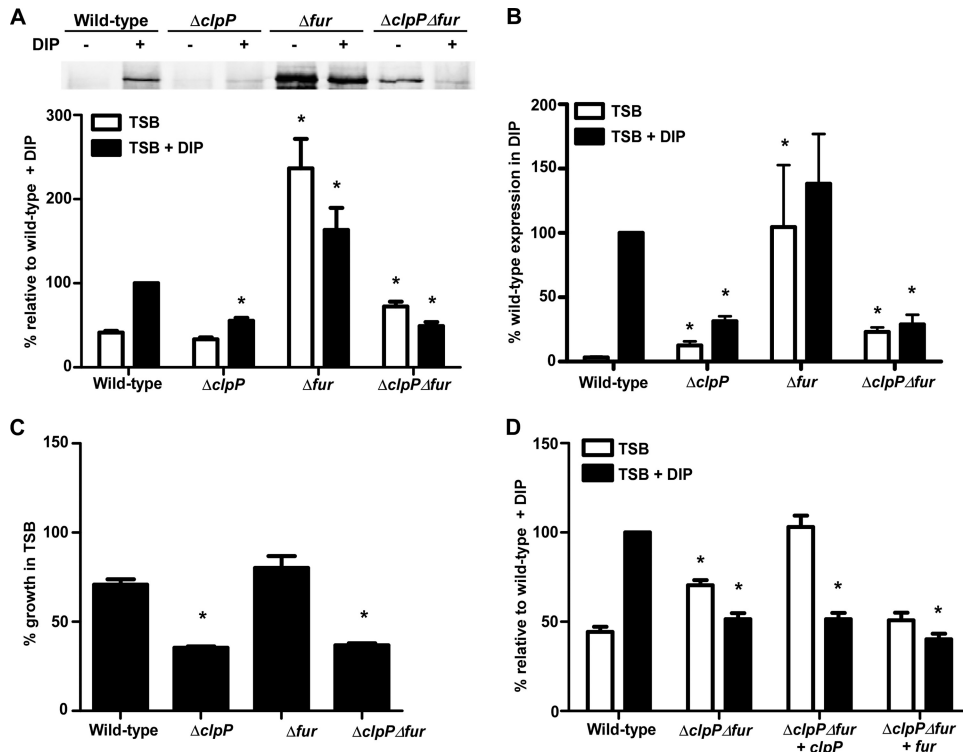 A
Wild-type ΔclpP Δfur ΔclpPΔfur
DIP - + - + - + - +
% relative to wild-type + DIP
300
200
100
0
TSB
TSB + DIP
* * * * *
Wild-type ΔclpP Δfur ΔclpPΔfur
B
% wild-type expression in DIP
200
150
100
50
0
TSB
TSB + DIP
* * * * *
Wild-type ΔclpP Δfur ΔclpPΔfur
C
% growth in TSB
150
100
50
0
* *
Wild-type ΔclpP Δfur ΔclpPΔfur
D
% relative to wild-type + DIP
150
100
50
0
TSB
TSB + DIP
* * * *
Wild-type ΔclpPΔfur ΔclpPΔfur ΔclpPΔfur
+ clpP + fur